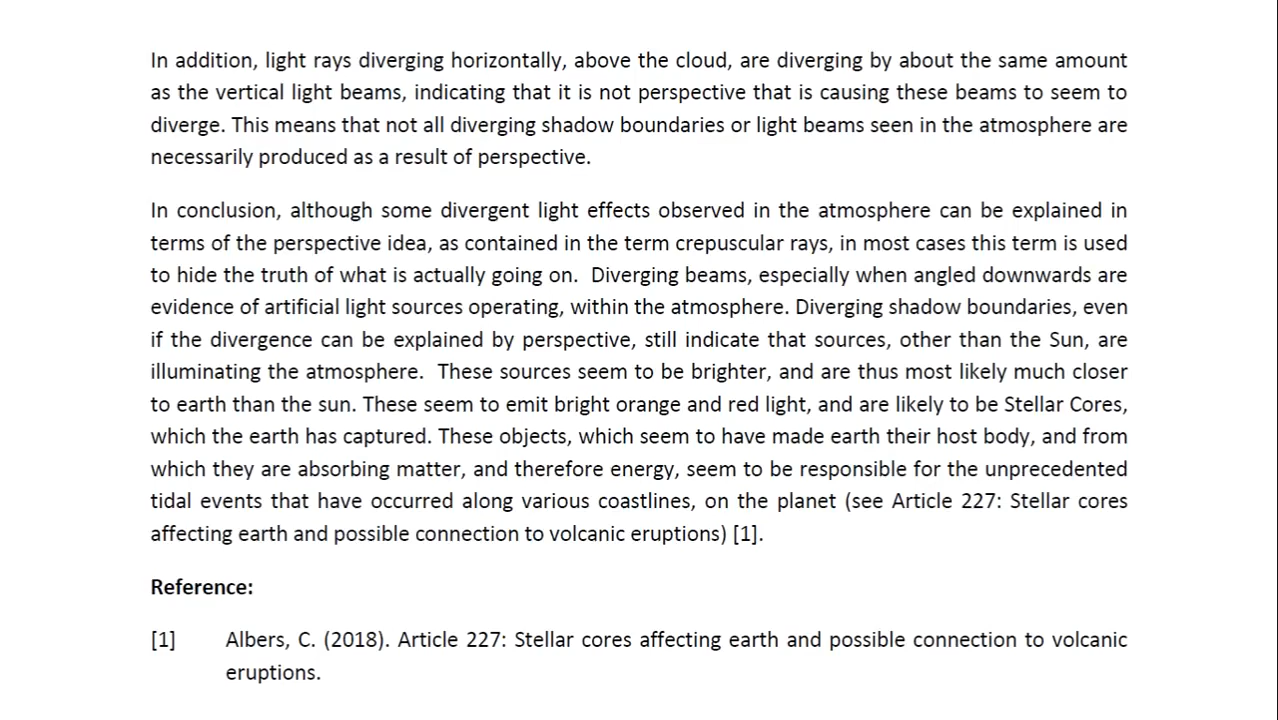 In addition, light rays diverging horizontally, above the cloud, are diverging by about the same amount
as the vertical light beams, indicating that it is not perspective that is causing these beams to seem to
diverge. This means that not all diverging shadow boundaries or light beams seen in the atmosphere are
necessarily produced as a result of perspective.
In conclusion, although some divergent light effects observed in the atmosphere can be explained in
terms of the perspective idea, as contained in the term crepuscular rays, in most cases this term is used
to hide the truth of what is actually going on.  Diverging beams, especially when angled downwards are
evidence of artificial light sources operating, within the atmosphere. Diverging shadow boundaries, even
if the divergence can be explained by perspective, still indicate that sources, other than the Sun, are
illuminating the atmosphere.  These sources seem to be brighter, and are thus most likely much closer
to earth than the sun. These seem to emit bright orange and red light, and are likely to be Stellar Cores,
which the earth has captured. These objects, which seem to have made earth their host body, and from
which they are absorbing matter, and therefore energy, seem to be responsible for the unprecedented
tidal events that have occurred along various coastlines, on the planet (see Article 227: Stellar cores
affecting earth and possible connection to volcanic eruptions) [1].
Reference:
[1] Albers, C. (2018). Article 227: Stellar cores affecting earth and possible connection to volcanic
eruptions.